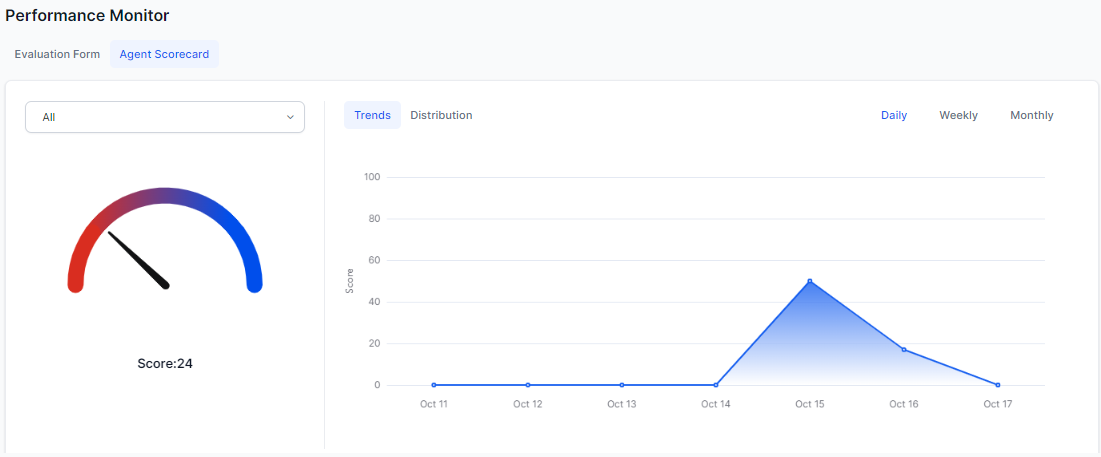 Performance Monitor
Evaluation Form Agent Scorecard
All
Score:24
Trends Distribution Daily Weekly Monthly
Score
100
80
60
40
20
0
Oct 11 Oct 12 Oct 13 Oct 14 Oct 15 Oct 16 Oct 17